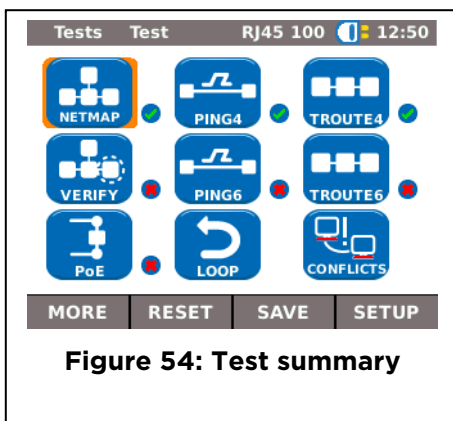 Tests Test RJ45 100 12:50
NETMAP PING4 TROUTE4
VERIFY PING6 TROUTE6
PoE LOOP CONFLICTS
MORE RESET SAVE SETUP
Figure 54: Test summary